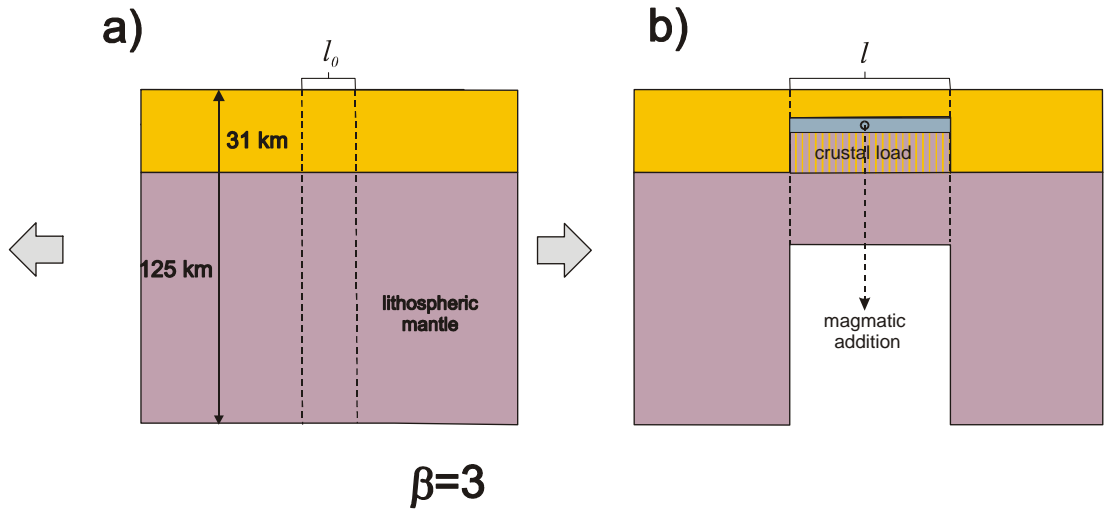 a)
b)
l₀
l
31 km
crustal load
125 km
lithospheric
mantle
magmatic
addition
β=3